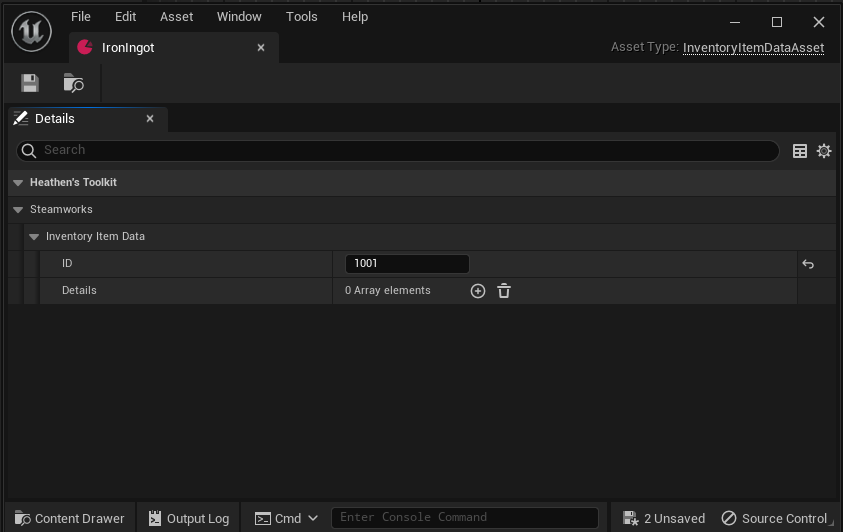 File Edit Asset Window Tools Help
IronIngot
Asset Type: InventoryItemDataAsset
Details
Search
Heathen's Toolkit
Steamworks
Inventory Item Data
ID 1001
Details 0 Array elements
Content Drawer Output Log Cmd Enter Console Command 2 Unsaved Source Control